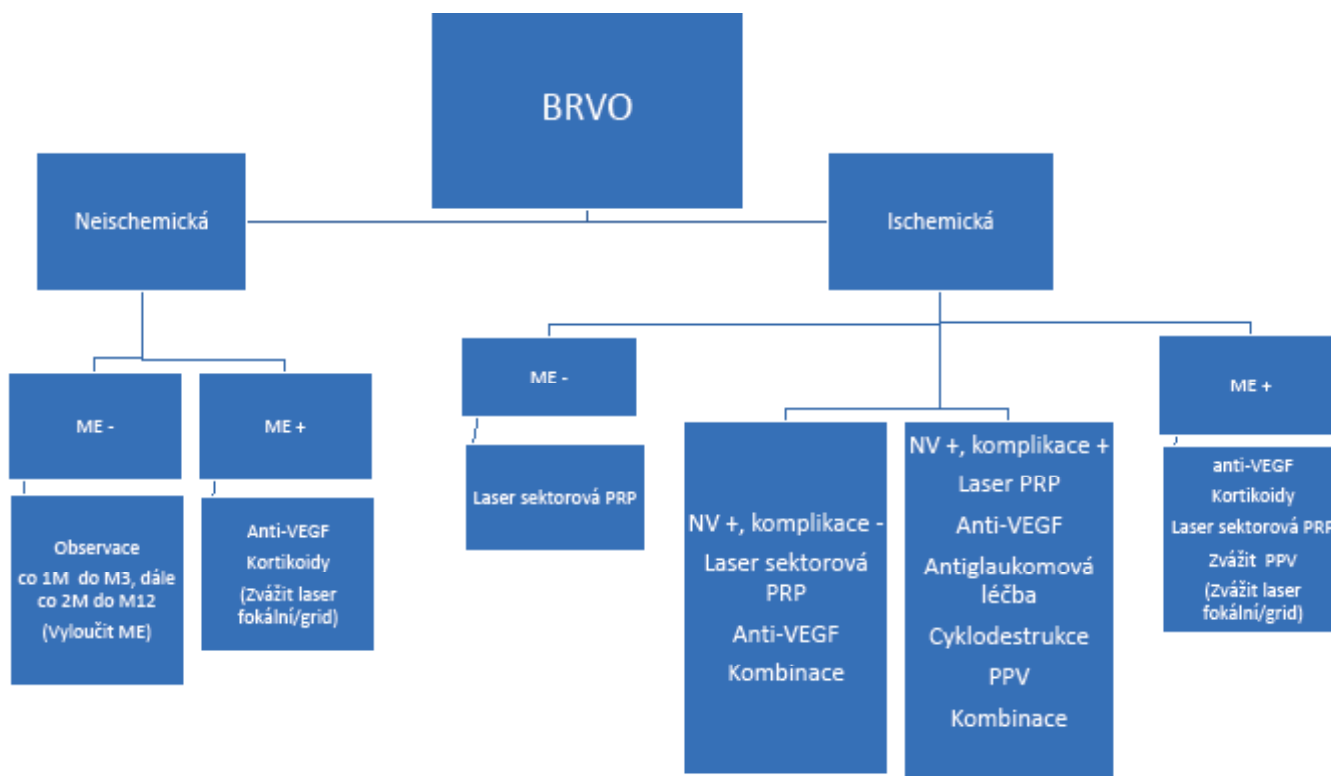 BRVO
Neischemická
Ischemická
ME -
ME +
ME -
ME +
Observace
co 1M do M3, dále
co 2M do M12
(Vyloučit ME)
Anti-VEGF
Kortikoidy
(Zvážit laser
fokální/grid)
Laser sektorová PRP
NV +, komplikace -
Laser sektorová
PRP
Anti-VEGF
Kombinace
NV +, komplikace +
Laser PRP
Anti-VEGF
Antiglaukomová
léčba
Cyklodestrukce
PPV
Kombinace
anti-VEGF
Kortikoidy
Laser sektorová PRP
Zvážit PPV
(Zvážit laser
fokální/grid)